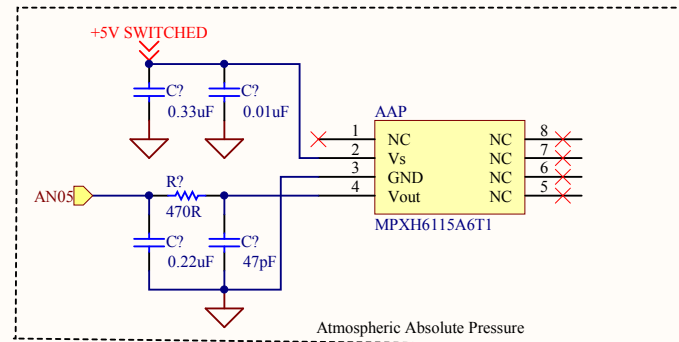 +5V SWITCHED
C? C?
0.33uF 0.01uF
AAP
1 NC NC 8
2 Vs NC 7
3 GND NC 6
4 Vout NC 5
MPXH6115A6T1
AN05
R?
470R
C? C?
0.22uF 47pF
Atmospheric Absolute Pressure